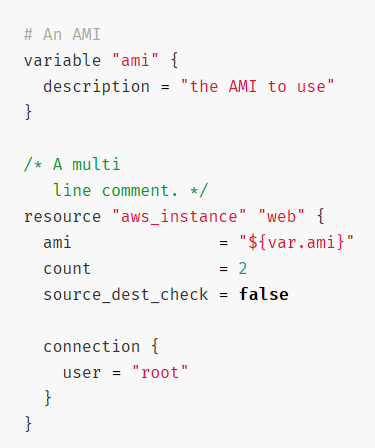 # An AMI
variable "ami" {
  description = "the AMI to use"
}

/* A multi
   line comment. */
resource "aws_instance" "web" {
  ami               = "${var.ami}"
  count             = 2
  source_dest_check = false

  connection {
    user = "root"
  }
}